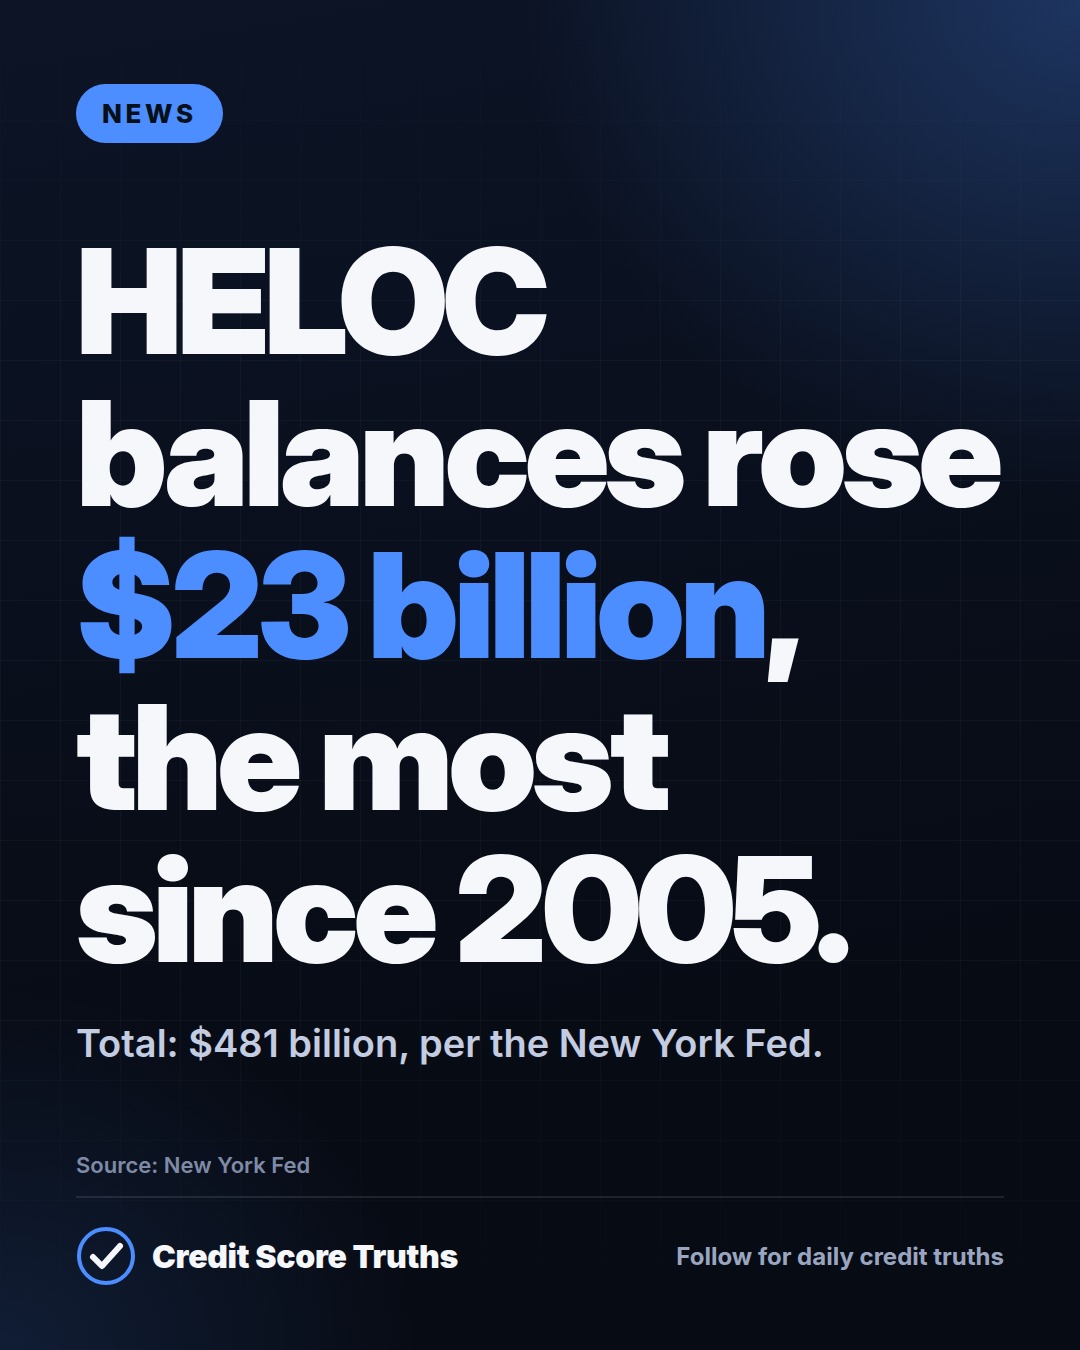 NEWS
HELOC
balances rose
$23 billion,
the most
since 2005.
Total: $481 billion, per the New York Fed.
Source: New York Fed
Credit Score Truths
Follow for daily credit truths